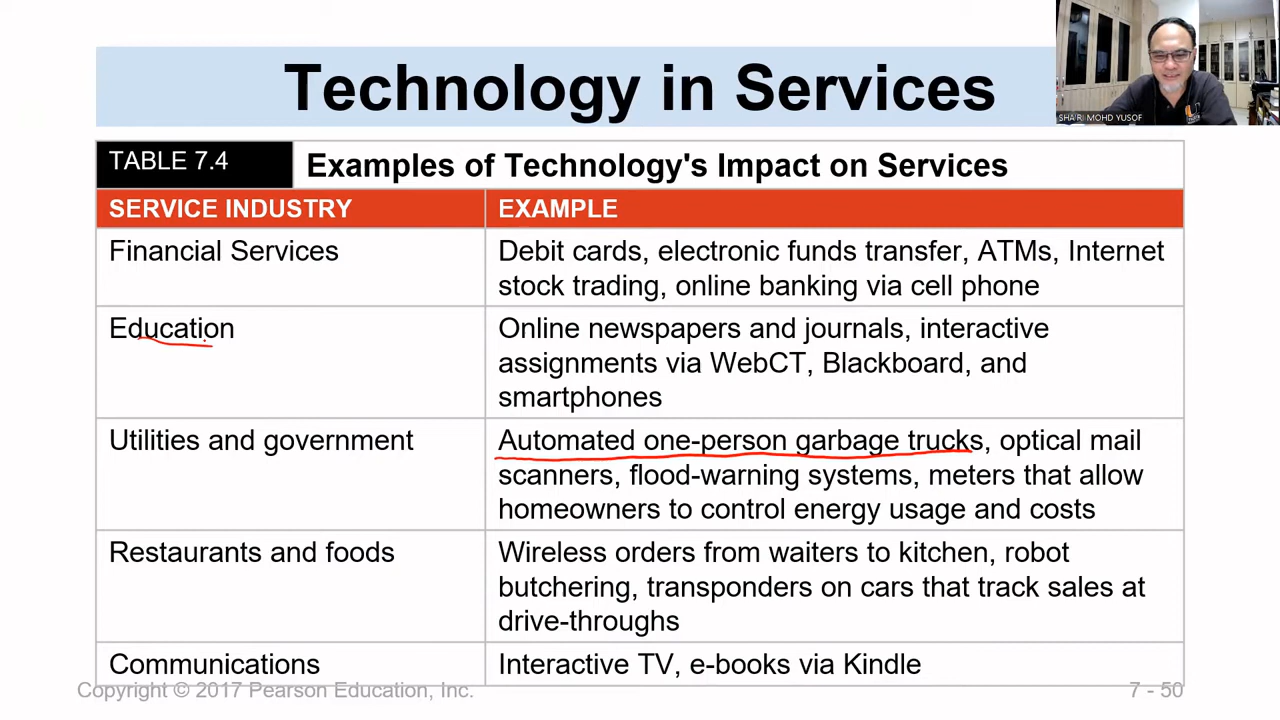 Technology in Services
SHA'RI MOHD YUSOF
TABLE 7.4
Examples of Technology's Impact on Services
SERVICE INDUSTRY
EXAMPLE
Financial Services
Debit cards, electronic funds transfer, ATMs, Internet
stock trading, online banking via cell phone
Education
Online newspapers and journals, interactive
assignments via WebCT, Blackboard, and
smartphones
Utilities and government
Automated one-person garbage trucks, optical mail
scanners, flood-warning systems, meters that allow
homeowners to control energy usage and costs
Restaurants and foods
Wireless orders from waiters to kitchen, robot
butchering, transponders on cars that track sales at
drive-throughs
Communications
Interactive TV, e-books via Kindle
Copyright © 2017 Pearson Education, Inc.
7 - 50